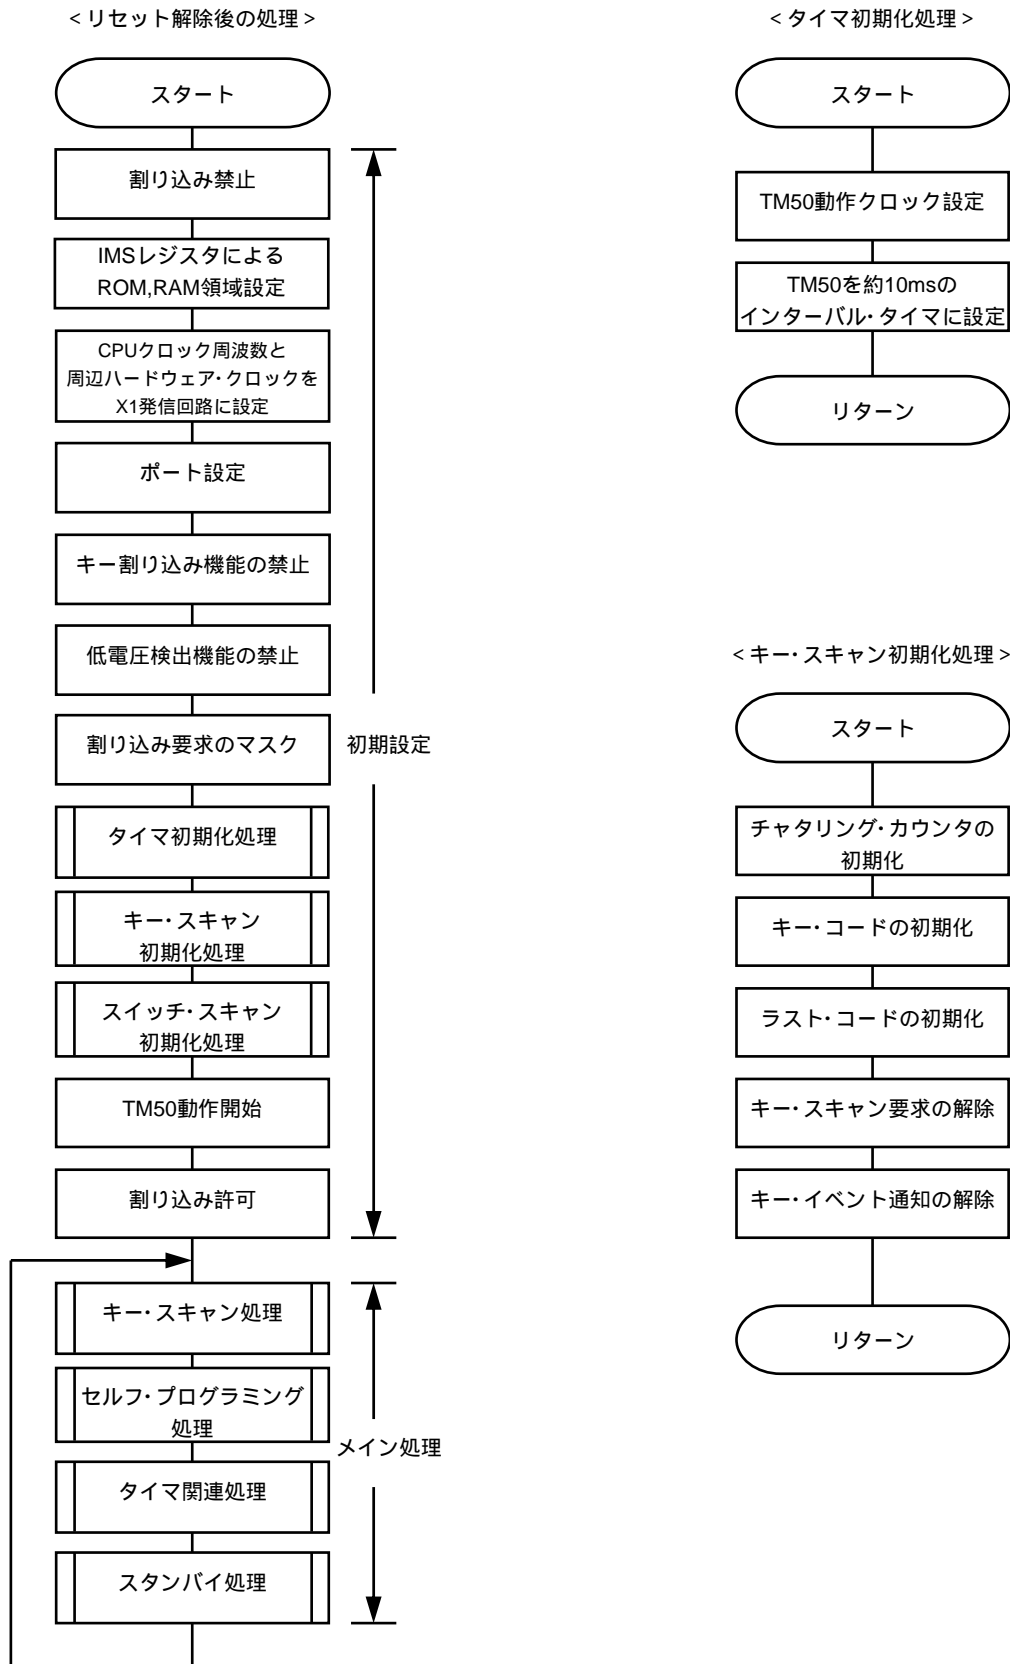 ＜リセット解除後の処理＞
スタート
割り込み禁止
IMSレジスタによる
ROM,RAM領域設定
CPUクロック周波数と
周辺ハードウェア・クロックを
X1発信回路に設定
ポート設定
キー割り込み機能の禁止
低電圧検出機能の禁止
割り込み要求のマスク
初期設定
タイマ初期化処理
キー・スキャン
初期化処理
スイッチ・スキャン
初期化処理
TM50動作開始
割り込み許可
キー・スキャン処理
セルフ・プログラミング
処理
メイン処理
タイマ関連処理
スタンバイ処理
＜タイマ初期化処理＞
スタート
TM50動作クロック設定
TM50を約10msの
インターバル・タイマに設定
リターン
＜キー・スキャン初期化処理＞
スタート
チャタリング・カウンタの
初期化
キー・コードの初期化
ラスト・コードの初期化
キー・スキャン要求の解除
キー・イベント通知の解除
リターン